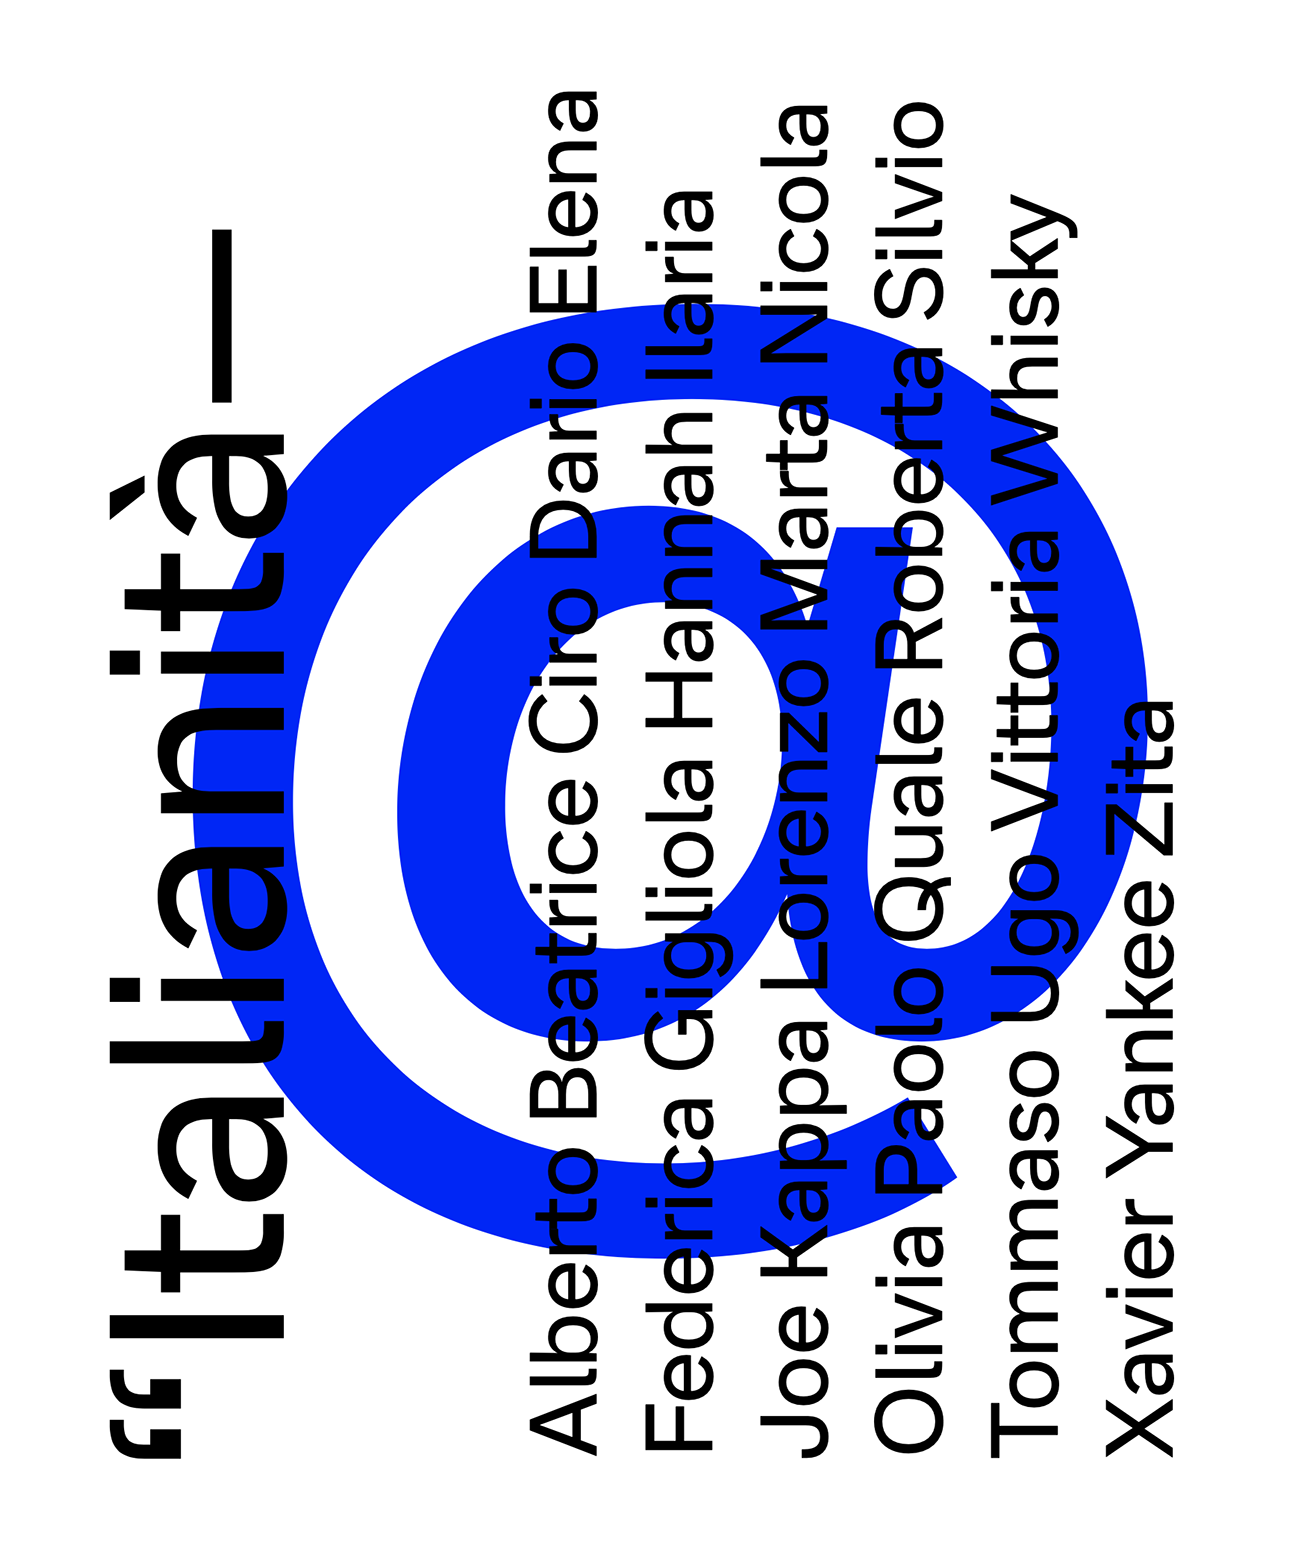 “Italianità—
@
Alberto Beatrice Ciro Dario Elena
Federica Gigliola Hannah Ilaria
Joe Kappa Lorenzo Marta Nicola
Olivia Paolo Quale Roberta Silvio
Tommaso Ugo Vittoria Whisky
Xavier Yankee Zita